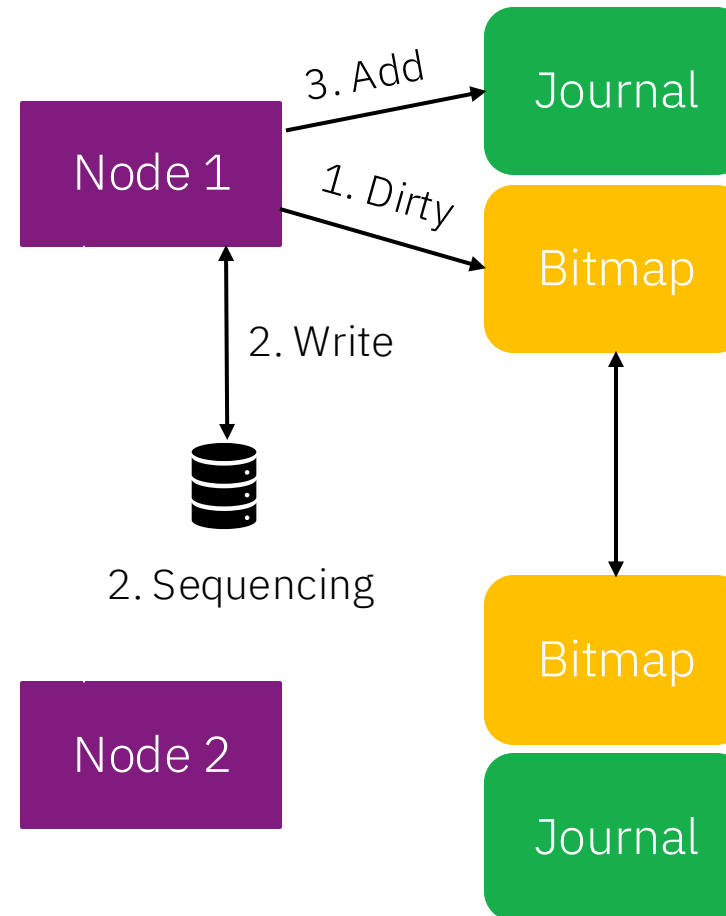 3. Add
Journal
Node 1
1. Dirty
Bitmap
2. Write
2. Sequencing
Bitmap
Node 2
Journal